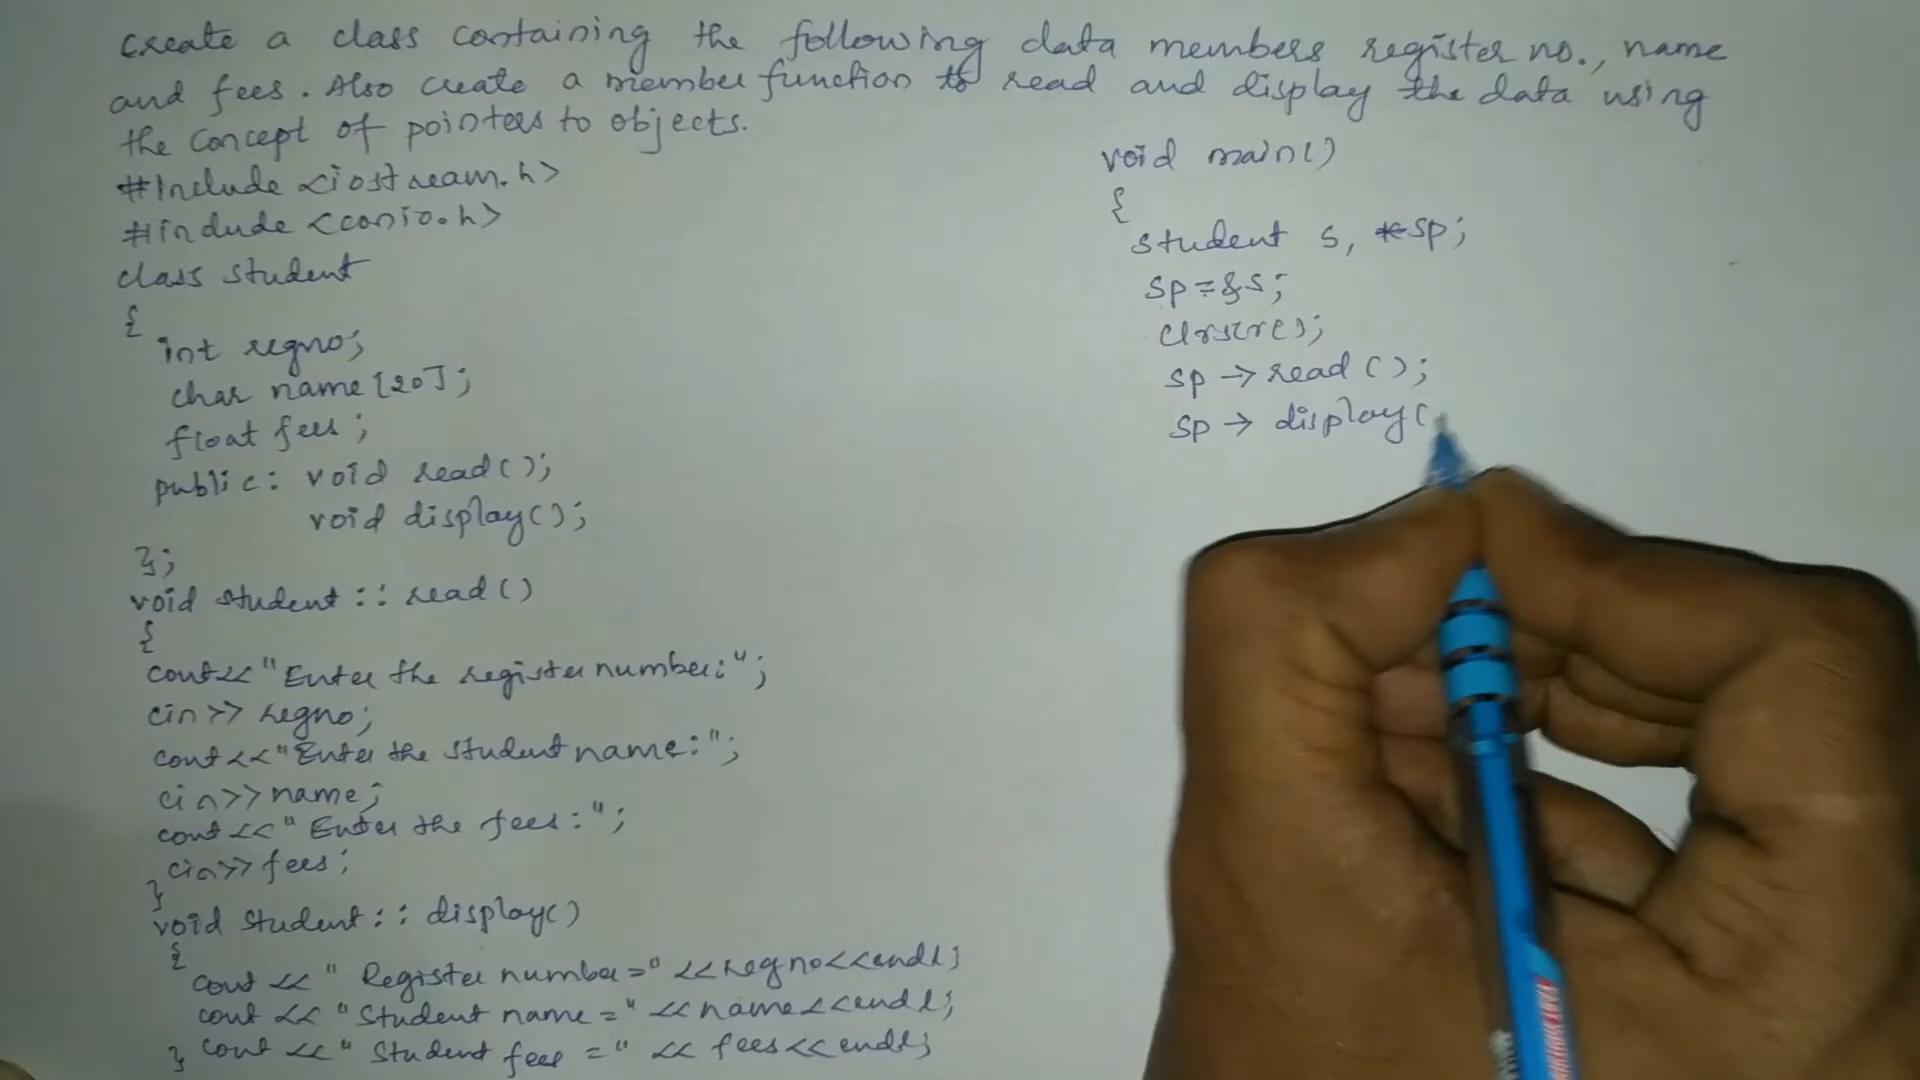 Create a class containing the following data members register no., name
and fees. Also create a member function to read and display the data using
the concept of pointers to objects.
#Include <iostream.h>
#include <conio.h>
class student
{
int regno;
char name[20];
float fees;
public: void read();
void display();
};
void student :: read()
{
cout<<"Enter the register number:";
cin>> regno;
cout<<"Enter the student name:";
cin>>name;
cout<<"Enter the fees:";
cin>>fees;
}
void student :: display()
{
cout << "Register number=" <<regno<<endl;
cout << "Student name=" <<name<<endl;
} cout << "Student fees =" << fees<<endl;
void main()
{
student s, *sp;
sp=&s;
clrscr();
sp → read();
sp → display(